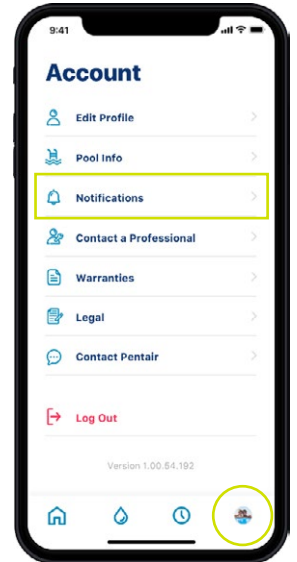 9:41
Account
Edit Profile
Pool Info
Notifications
Contact a Professional
Warranties
Legal
Contact Pentair
Log Out
Version 1.00.54.192